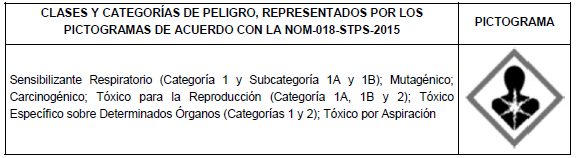 CLASES Y CATEGORÍAS DE PELIGRO, REPRESENTADOS POR LOS
PICTOGRAMAS DE ACUERDO CON LA NOM-018-STPS-2015
PICTOGRAMA
Sensibilizante Respiratorio (Categoría 1 y Subcategoría 1A y 1B); Mutagénico;
Carcinogénico; Tóxico para la Reproducción (Categoría 1A, 1B y 2); Tóxico
Específico sobre Determinados Órganos (Categorías 1 y 2); Tóxico por Aspiración